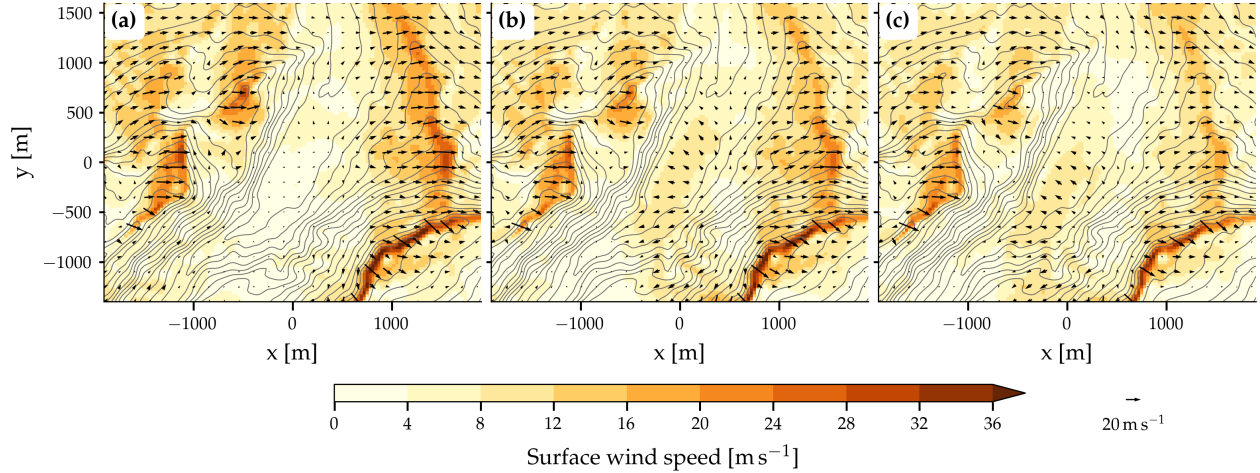 (a) (b) (c)
1500
1000
500
0
−500
−1000
y [m]
−1000 0 1000 −1000 0 1000 −1000 0 1000
x [m] x [m] x [m]
0 4 8 12 16 20 24 28 32 36
20 m s⁻¹
Surface wind speed [m s⁻¹]